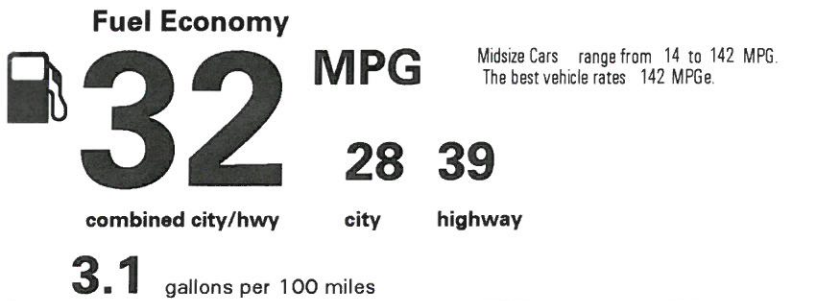 Fuel Economy
32 MPG
Midsize Cars range from 14 to 142 MPG.
The best vehicle rates 142 MPGe.
28 39
combined city/hwy city highway
3.1 gallons per 100 miles